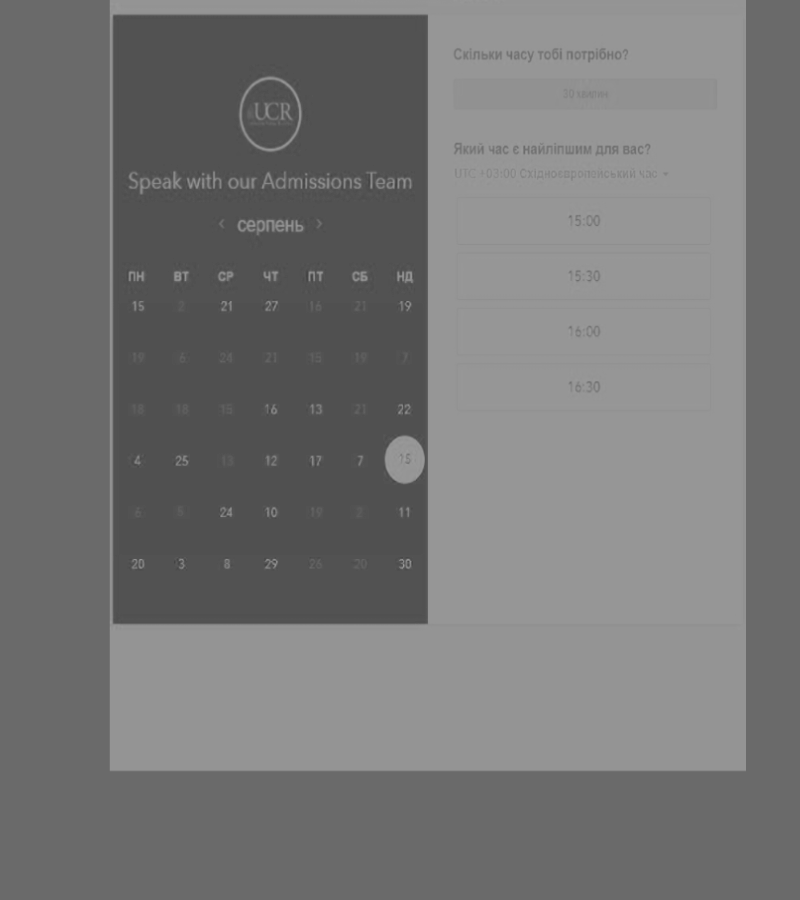 UCR
Speak with our Admissions Team
серпень
ПН ВТ СР ЧТ ПТ СБ НД
15 2 21 27 16 21 19
19 6 24 21 15 19 7
18 18 15 16 13 21 22
4 25 13 12 17 7 15
6 24 10 19 2 11
20 3 8 29 26 20 30
Скільки часу тобі потрібно?
30 хвилин
Який час є найліпшим для вас?
UTC +03:00 Східноєвропейський час
15:00
15:30
16:00
16:30